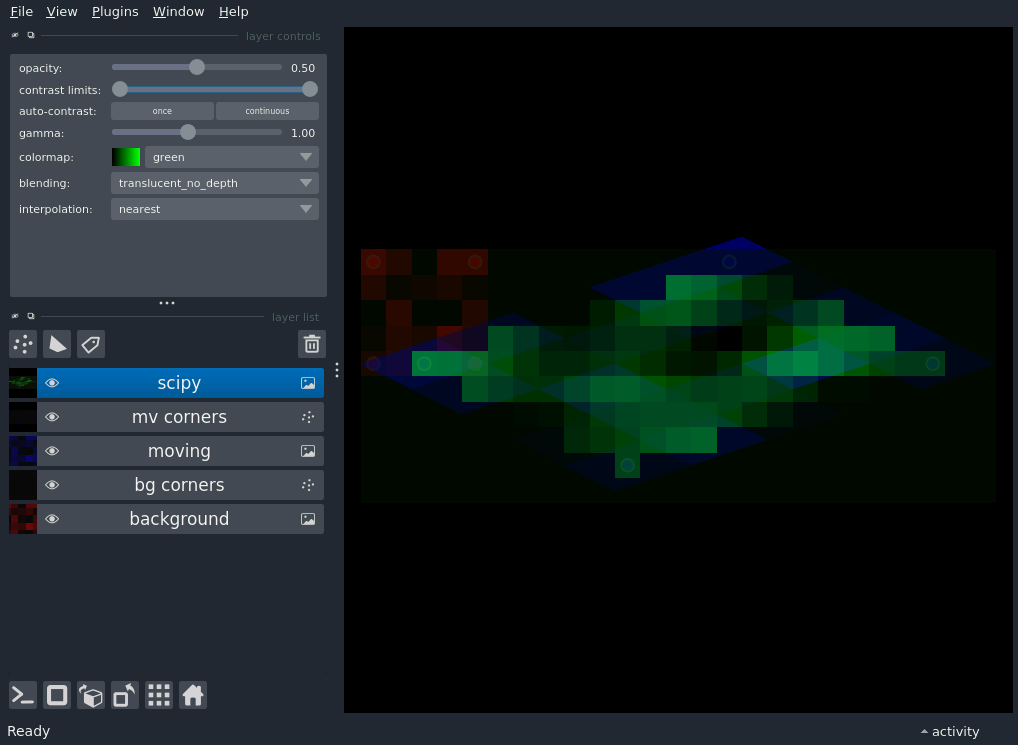 File View Plugins Window Help
layer controls
opacity: 0.50
contrast limits:
auto-contrast: once continuous
gamma: 1.00
colormap: green
blending: translucent_no_depth
interpolation: nearest
layer list
scipy
mv corners
moving
bg corners
background
Ready activity